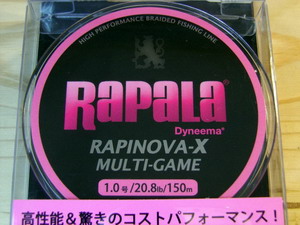 HIGH PERFORMANCE BRAIDED FISHING LINE
RAPALA
Dyneema®
RAPINOVA-X
MULTI-GAME
1.0号/20.8lb/150m
高性能&驚きのコストパフォーマンス!